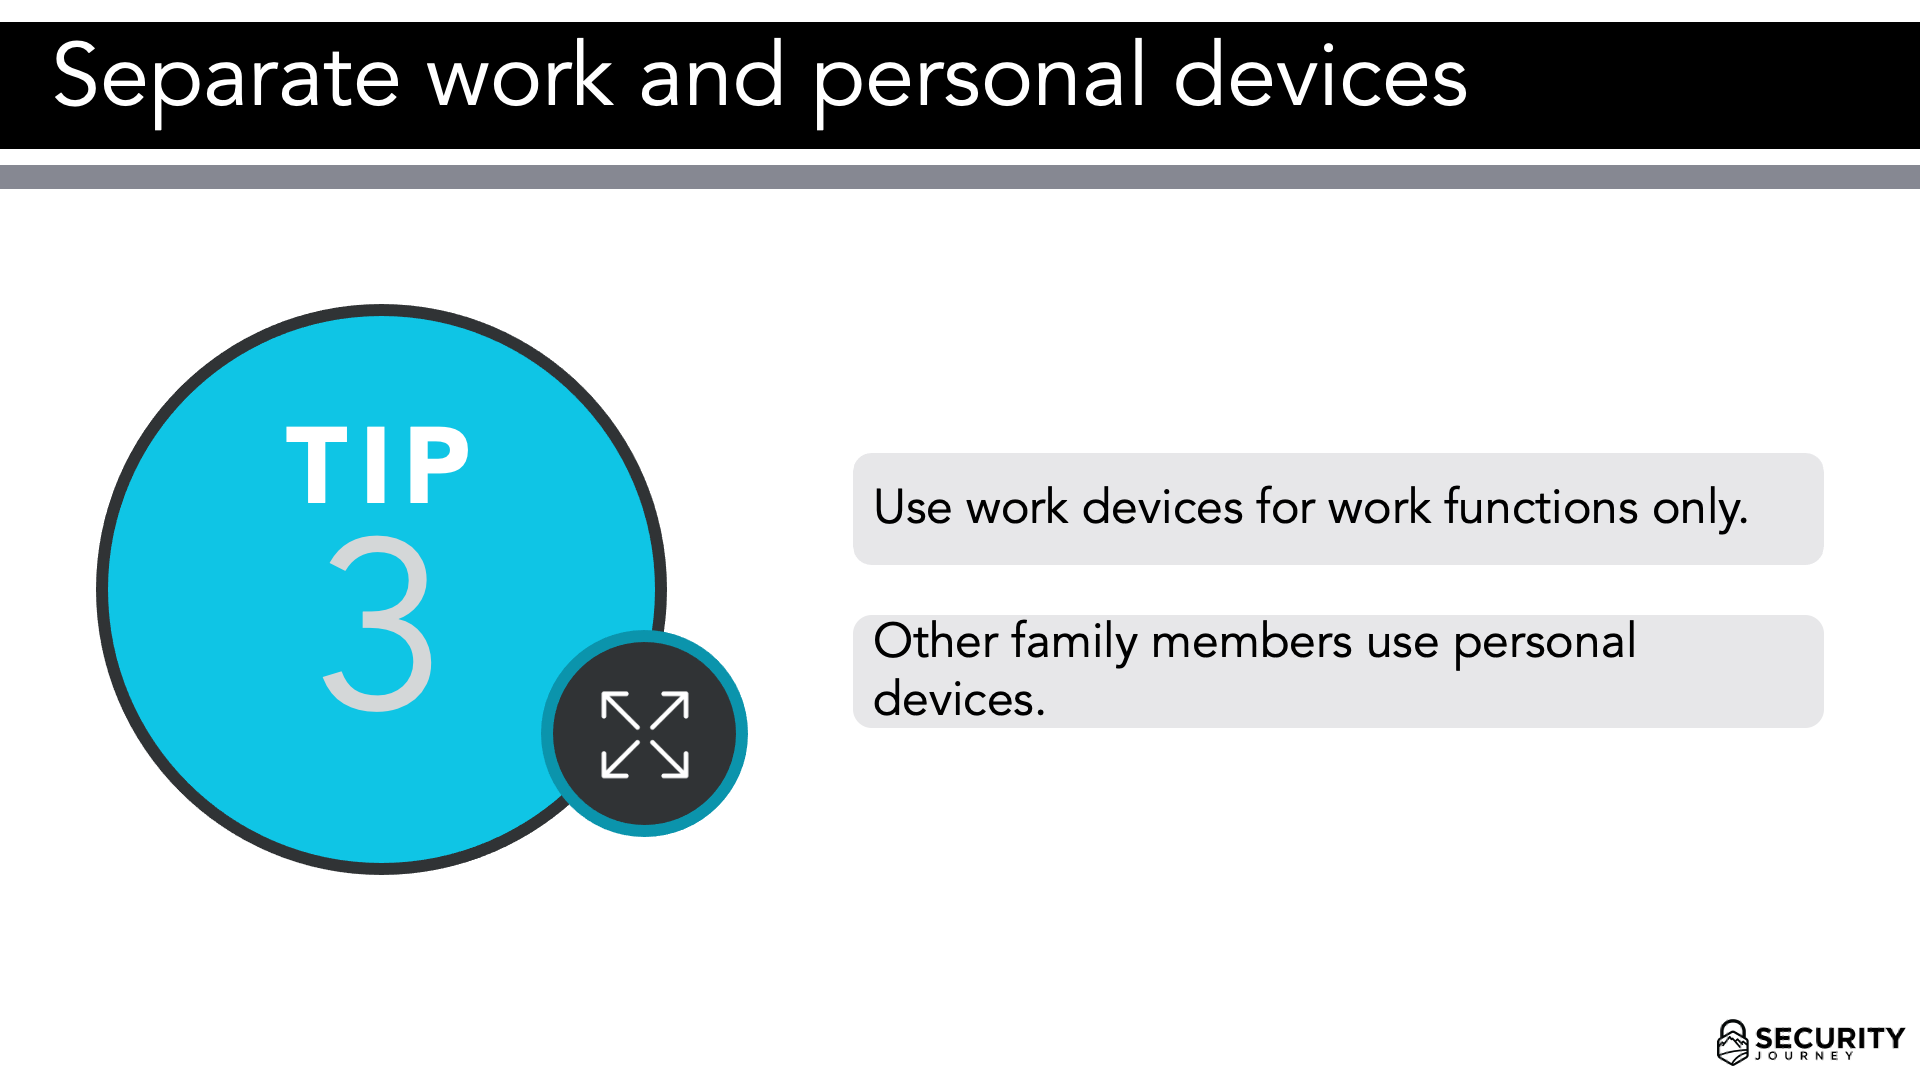 Separate work and personal devices
TIP
3
Use work devices for work functions only.
Other family members use personal
devices.
SECURITY
JOURNEY